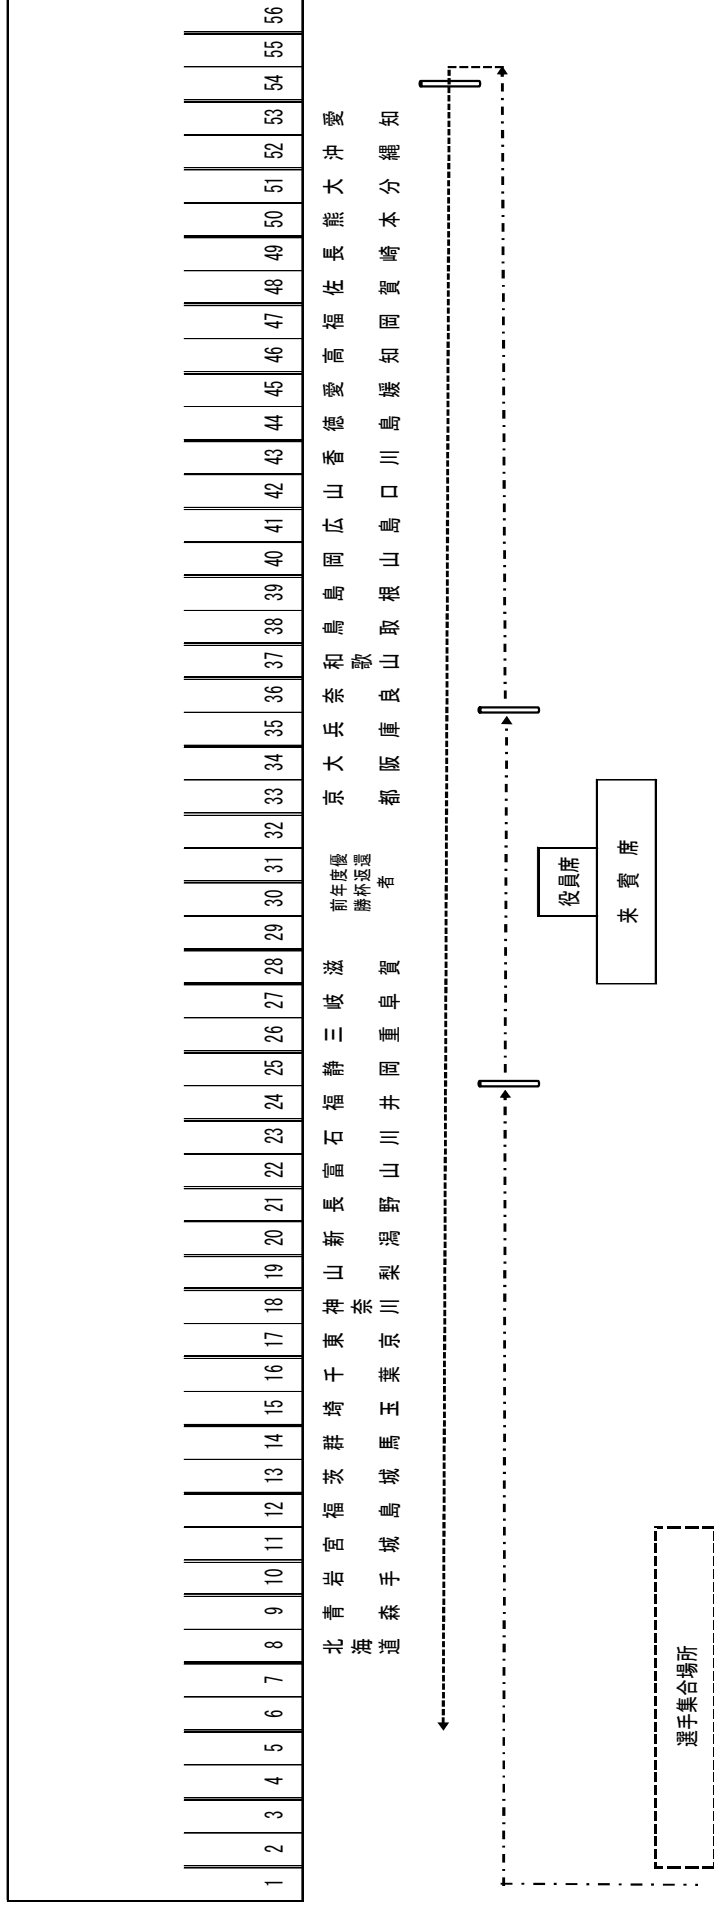 1 2 3 4 5 6 7 8 9 10 11 12 13 14 15 16 17 18 19 20 21 22 23 24 25 26 27 28 29 30 31 32 33 34 35 36 37 38 39 40 41 42 43 44 45 46 47 48 49 50 51 52 53 54 55 56
北海道
青森
岩手
宮城
福島
茨城
群馬
埼玉
千葉
東京
神奈川
山梨
新潟
長野
富山
石川
福井
静岡
三重
岐阜
滋賀
前年度優
勝杯返還
者
京都
大阪
兵庫
奈良
和歌山
鳥取
島根
岡山
広島
山口
香川
徳島
愛媛
高知
福岡
佐賀
長崎
熊本
大分
沖縄
愛知
役員席
来賓席
選手集合場所